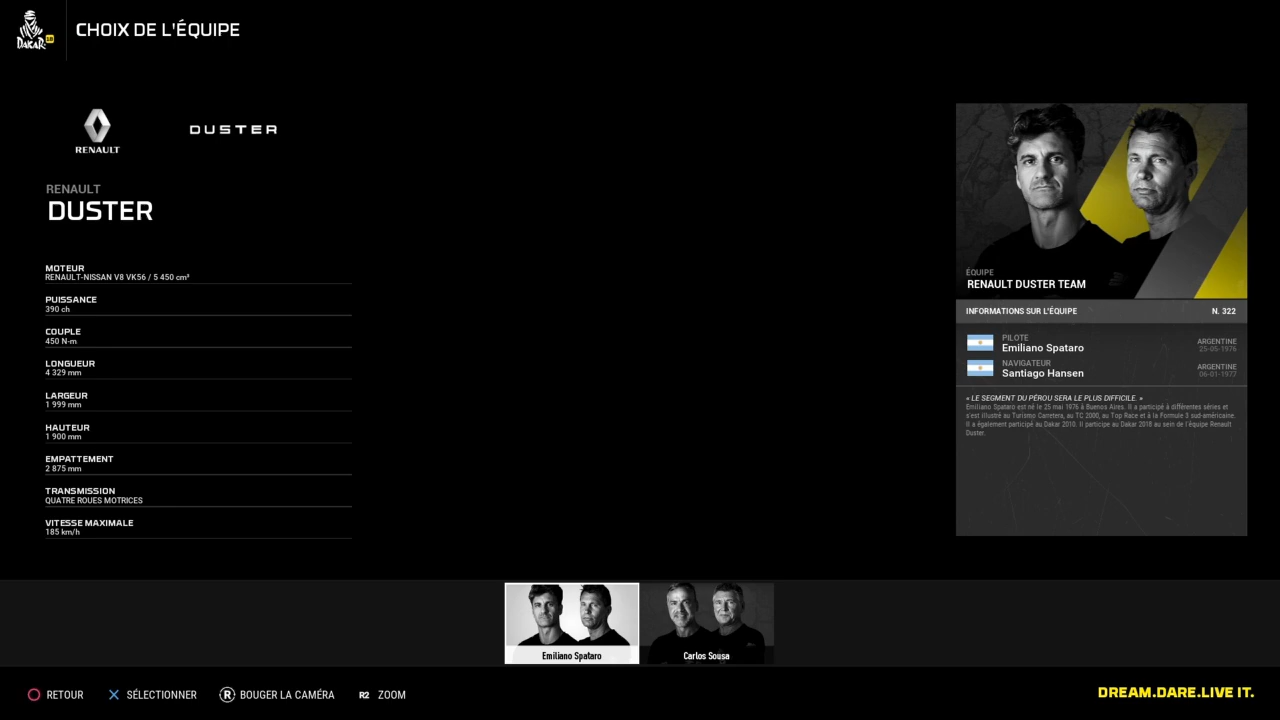 DAKAR 18
CHOIX DE L'ÉQUIPE
RENAULT
DUSTER
RENAULT
DUSTER
MOTEUR
RENAULT-NISSAN V8 VK56 / 5 450 cm³
PUISSANCE
390 ch
COUPLE
450 N·m
LONGUEUR
4 329 mm
LARGEUR
1 999 mm
HAUTEUR
1 900 mm
EMPATTEMENT
2 875 mm
TRANSMISSION
QUATRE ROUES MOTRICES
VITESSE MAXIMALE
185 km/h
ÉQUIPE
RENAULT DUSTER TEAM
INFORMATIONS SUR L'ÉQUIPE N. 322
PILOTE
Emiliano Spataro
ARGENTINE
25-05-1976
NAVIGATEUR
Santiago Hansen
ARGENTINE
06-01-1977
« LE SEGMENT DU PÉROU SERA LE PLUS DIFFICILE. »
Emiliano Spataro est né le 25 mai 1976 à Buenos Aires. Il a participé à différentes séries et
s'est illustré au Turismo Carretera, au TC 2000, au Top Race et à la Formule 3 sud-américaine.
Il a également participé au Dakar 2010. Il participe au Dakar 2018 au sein de l'équipe Renault
Duster.
Emiliano Spataro
Carlos Sousa
RETOUR
SÉLECTIONNER
R BOUGER LA CAMÉRA
R2 ZOOM
DREAM.DARE.LIVE IT.